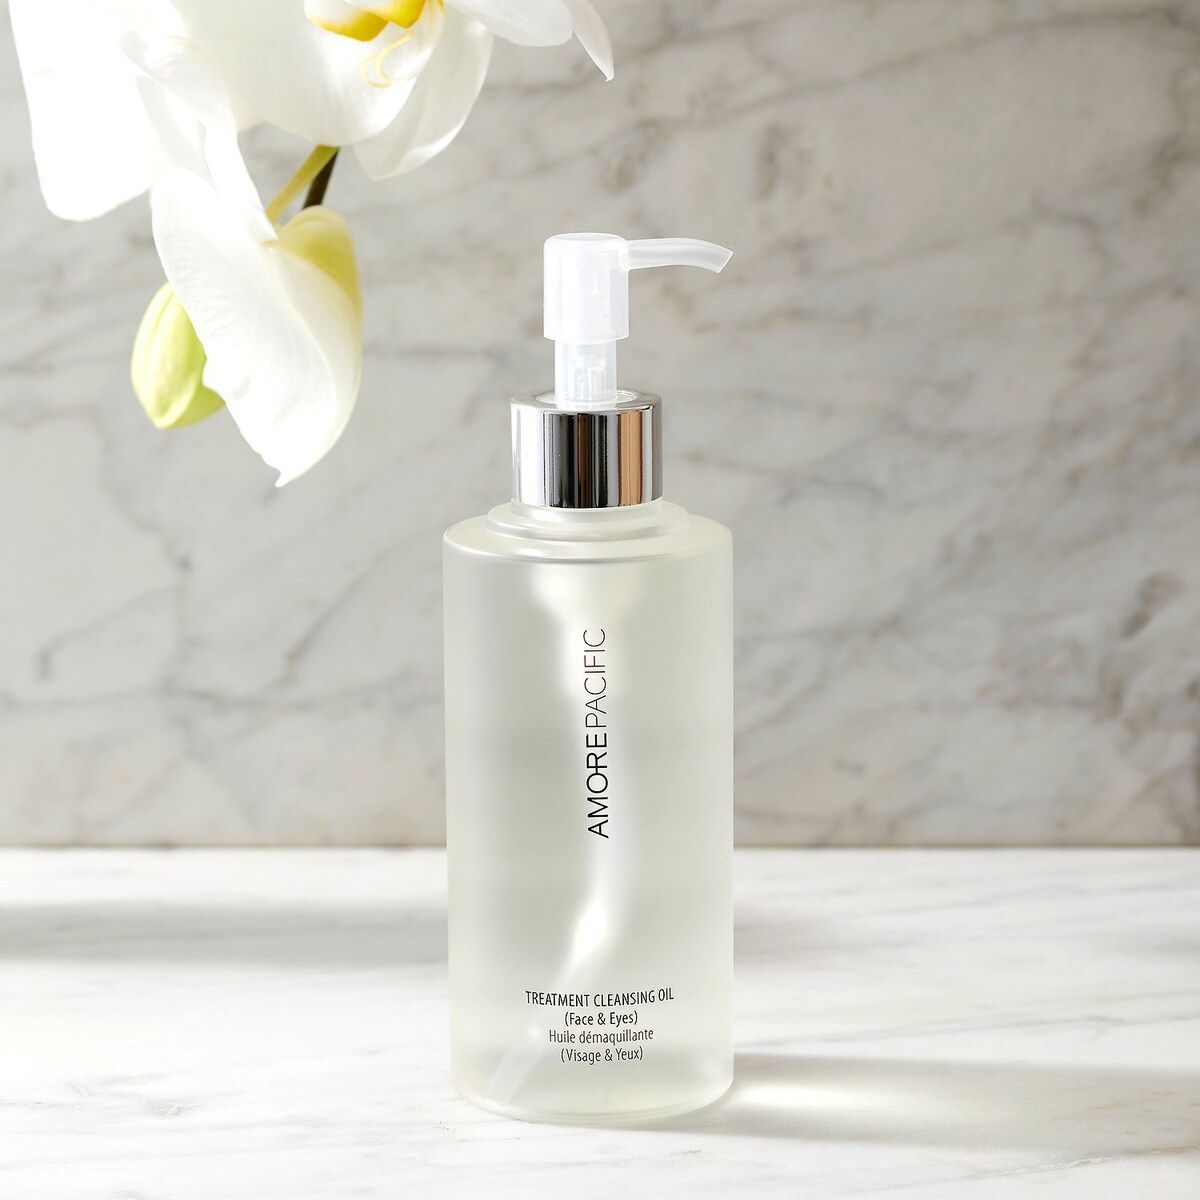 AMOREPACIFIC
TREATMENT CLEANSING OIL
(Face & Eyes)
Huile démaquillante
(Visage & Yeux)